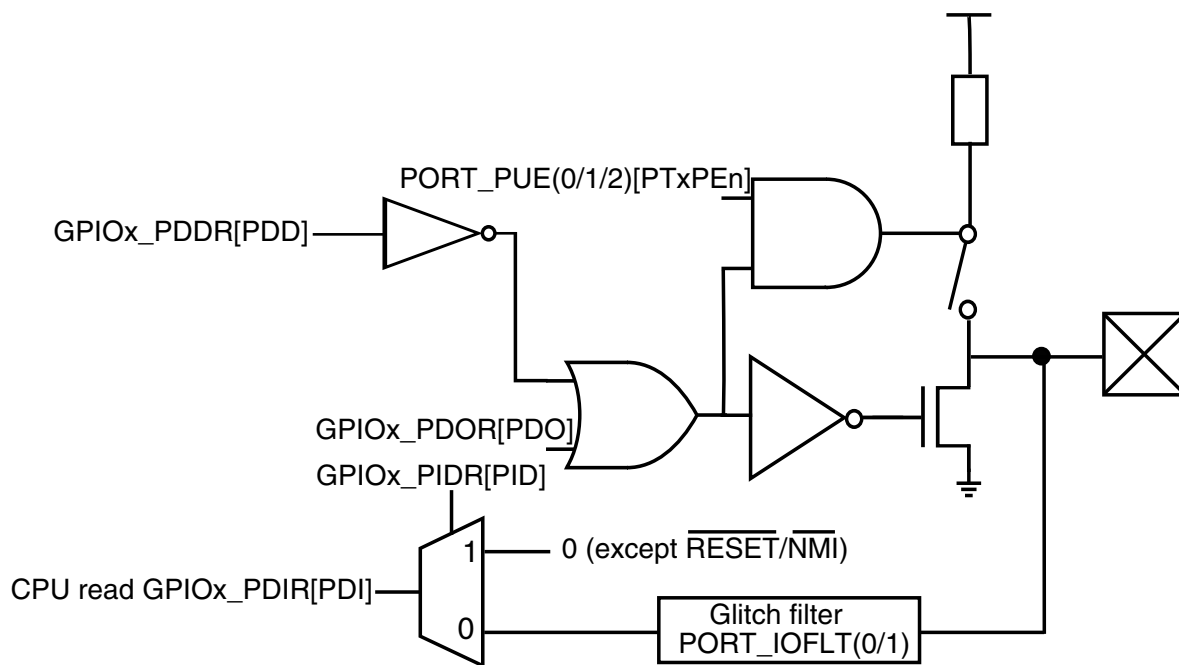 PORT_PUE(0/1/2)[PTxPEn]
GPIOx_PDDR[PDD]
GPIOx_PDOR[PDO]
GPIOx_PIDR[PID]
1
0 (except RESET/NMI)
CPU read GPIOx_PDIR[PDI]
0
Glitch filter
PORT_IOFLT(0/1)